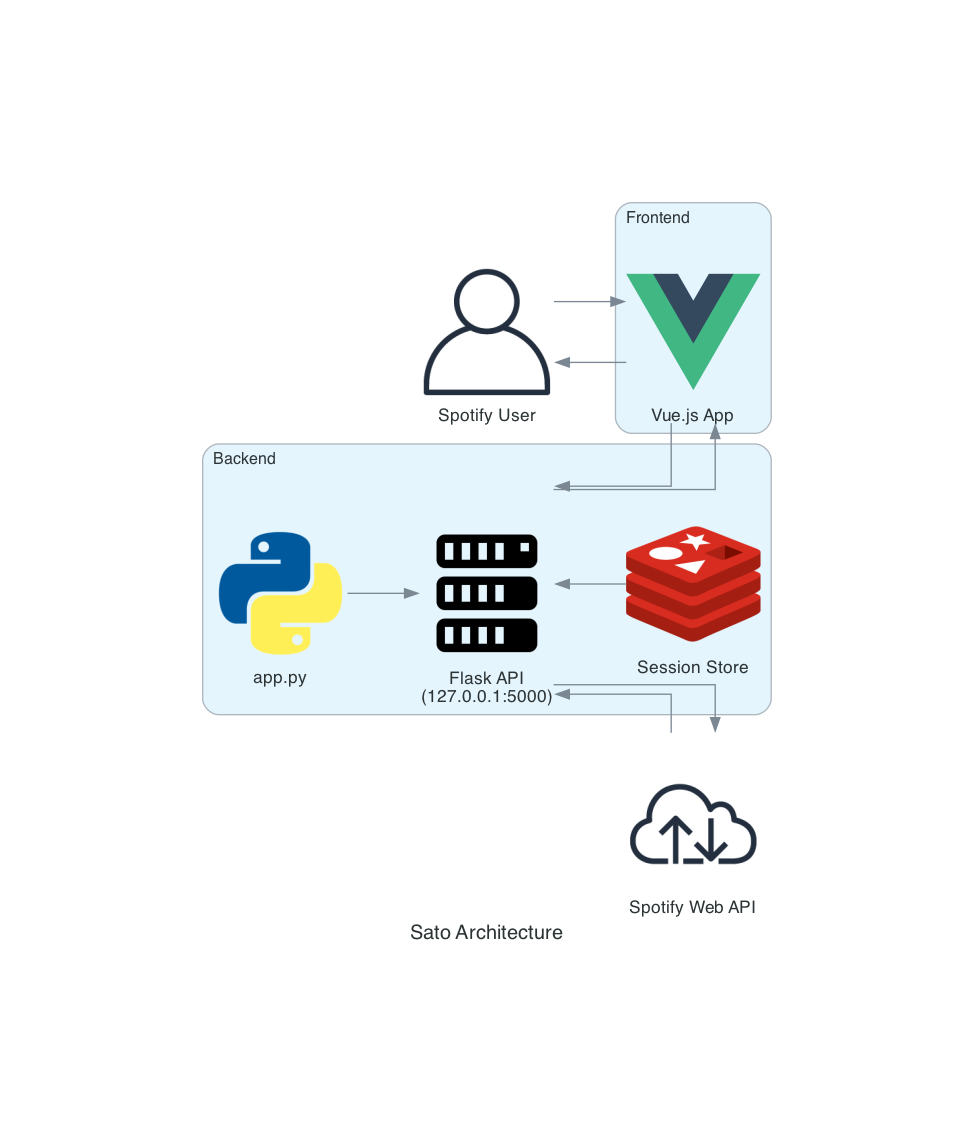 Frontend
Spotify User
Vue.js App
Backend
app.py
Flask API
(127.0.0.1:5000)
Session Store
Spotify Web API
Sato Architecture